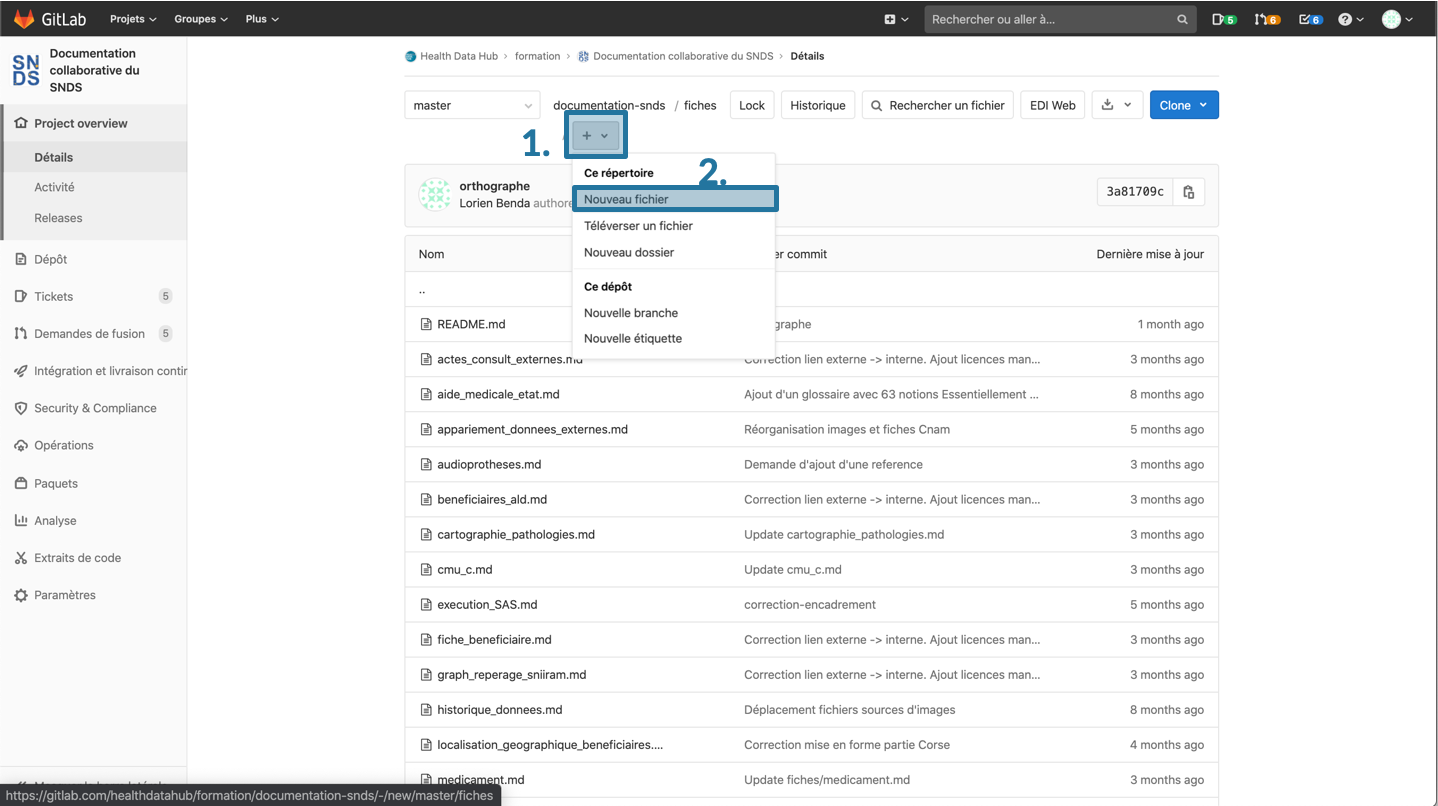 GitLab Projets Groupes Plus Rechercher ou aller à... 5 6 6
Documentation
collaborative du
SNDS
SN
DS
Health Data Hub › formation › Documentation collaborative du SNDS › Détails
Project overview
Détails
Activité
Releases
Dépôt
Tickets 5
Demandes de fusion 5
Intégration et livraison contin
Security & Compliance
Opérations
Paquets
Analyse
Extraits de code
Paramètres
master documentation-snds / fiches Lock Historique Rechercher un fichier EDI Web Clone
1. +
2.
Ce répertoire
Nouveau fichier
Téléverser un fichier
Nouveau dossier
Ce dépôt
Nouvelle branche
Nouvelle étiquette
orthographe
Lorien Benda authore
3a81709c
Nom er commit Dernière mise à jour
..
README.md graphe 1 month ago
actes_consult_externes.md Correction lien externe -> interne. Ajout licences man... 3 months ago
aide_medicale_etat.md Ajout d'un glossaire avec 63 notions Essentiellement ... 8 months ago
appariement_donnees_externes.md Réorganisation images et fiches Cnam 5 months ago
audioprotheses.md Demande d'ajout d'une reference 3 months ago
beneficiaires_ald.md Correction lien externe -> interne. Ajout licences man... 3 months ago
cartographie_pathologies.md Update cartographie_pathologies.md 3 months ago
cmu_c.md Update cmu_c.md 3 months ago
execution_SAS.md correction-encadrement 5 months ago
fiche_beneficiaire.md Correction lien externe -> interne. Ajout licences man... 3 months ago
graph_reperage_sniiram.md Correction lien externe -> interne. Ajout licences man... 3 months ago
historique_donnees.md Déplacement fichiers sources d'images 8 months ago
localisation_geographique_beneficiaires.... Correction mise en forme partie Corse 4 months ago
medicament.md Update fiches/medicament.md 3 months ago
https://gitlab.com/healthdatahub/formation/documentation-snds/-/new/master/fiches